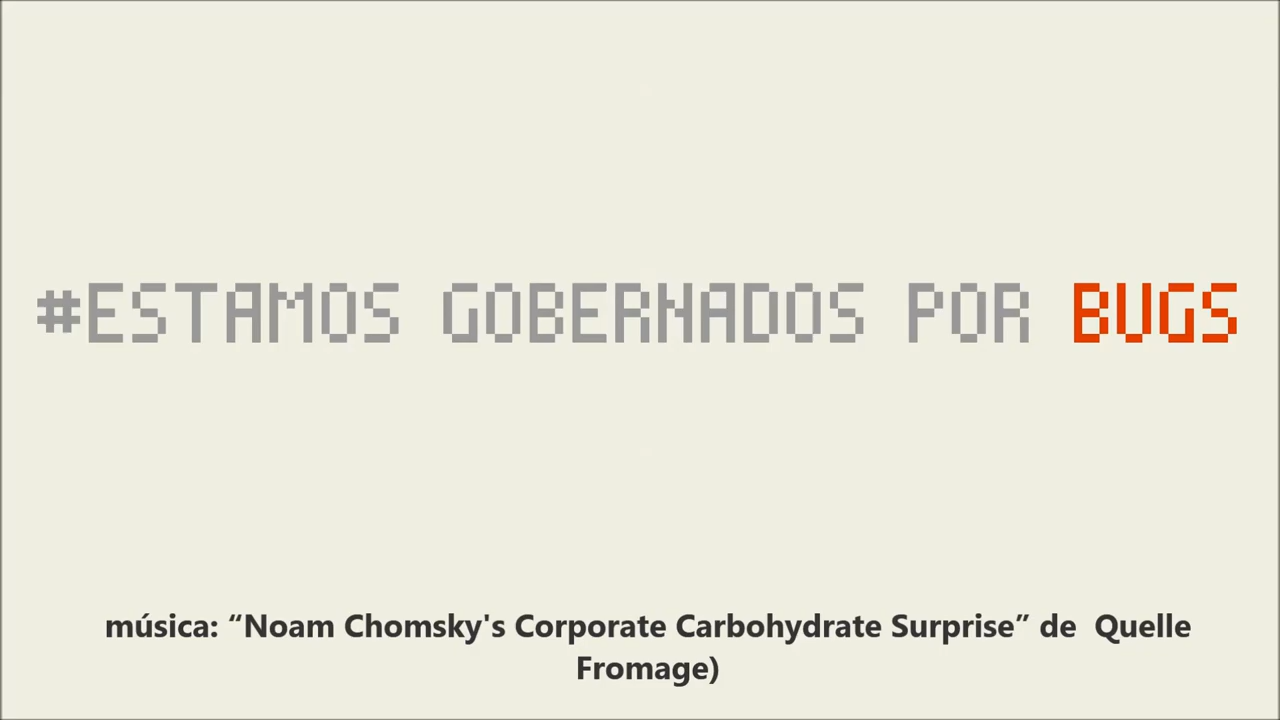 #ESTAMOS GOBERNADOS POR BUGS
música: “Noam Chomsky's Corporate Carbohydrate Surprise” de  Quelle
Fromage)